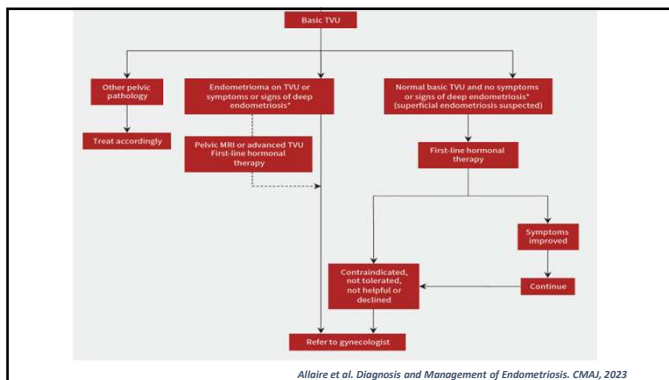 Basic TVU
Other pelvic
pathology
Endometrioma on TVU or
symptoms or signs of deep
endometriosis*
Normal basic TVU and no symptoms
or signs of deep endometriosis*
(superficial endometriosis suspected)
Treat accordingly
Pelvic MRI or advanced TVU
First-line hormonal
therapy
First-line hormonal
therapy
Symptoms
improved
Contraindicated,
not tolerated,
not helpful or
declined
Continue
Refer to gynecologist
Allaire et al. Diagnosis and Management of Endometriosis. CMAJ, 2023